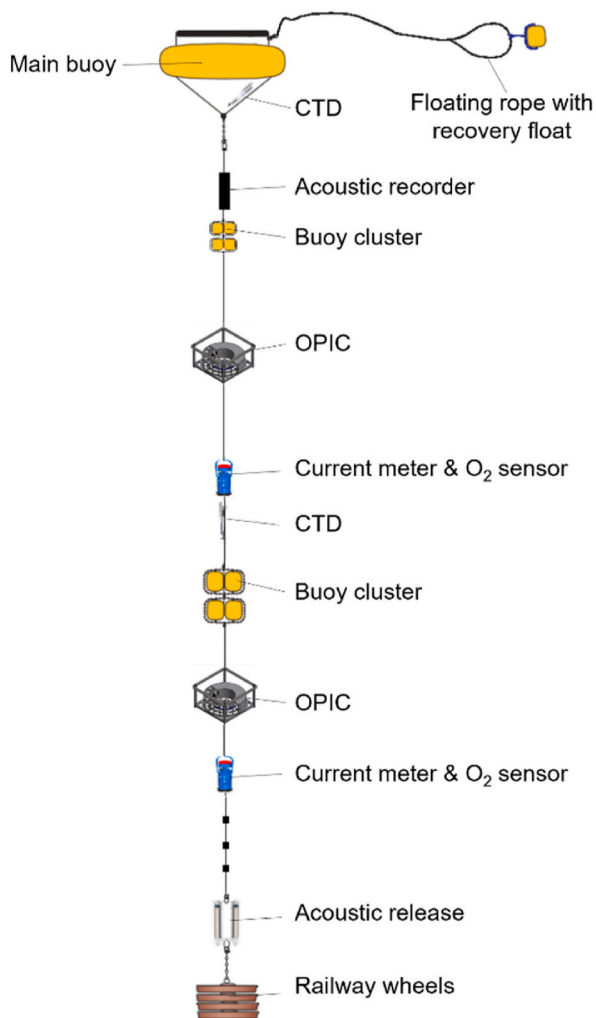 Main buoy
CTD
Floating rope with
recovery float
Acoustic recorder
Buoy cluster
OPIC
Current meter & O₂ sensor
CTD
Buoy cluster
OPIC
Current meter & O₂ sensor
Acoustic release
Railway wheels